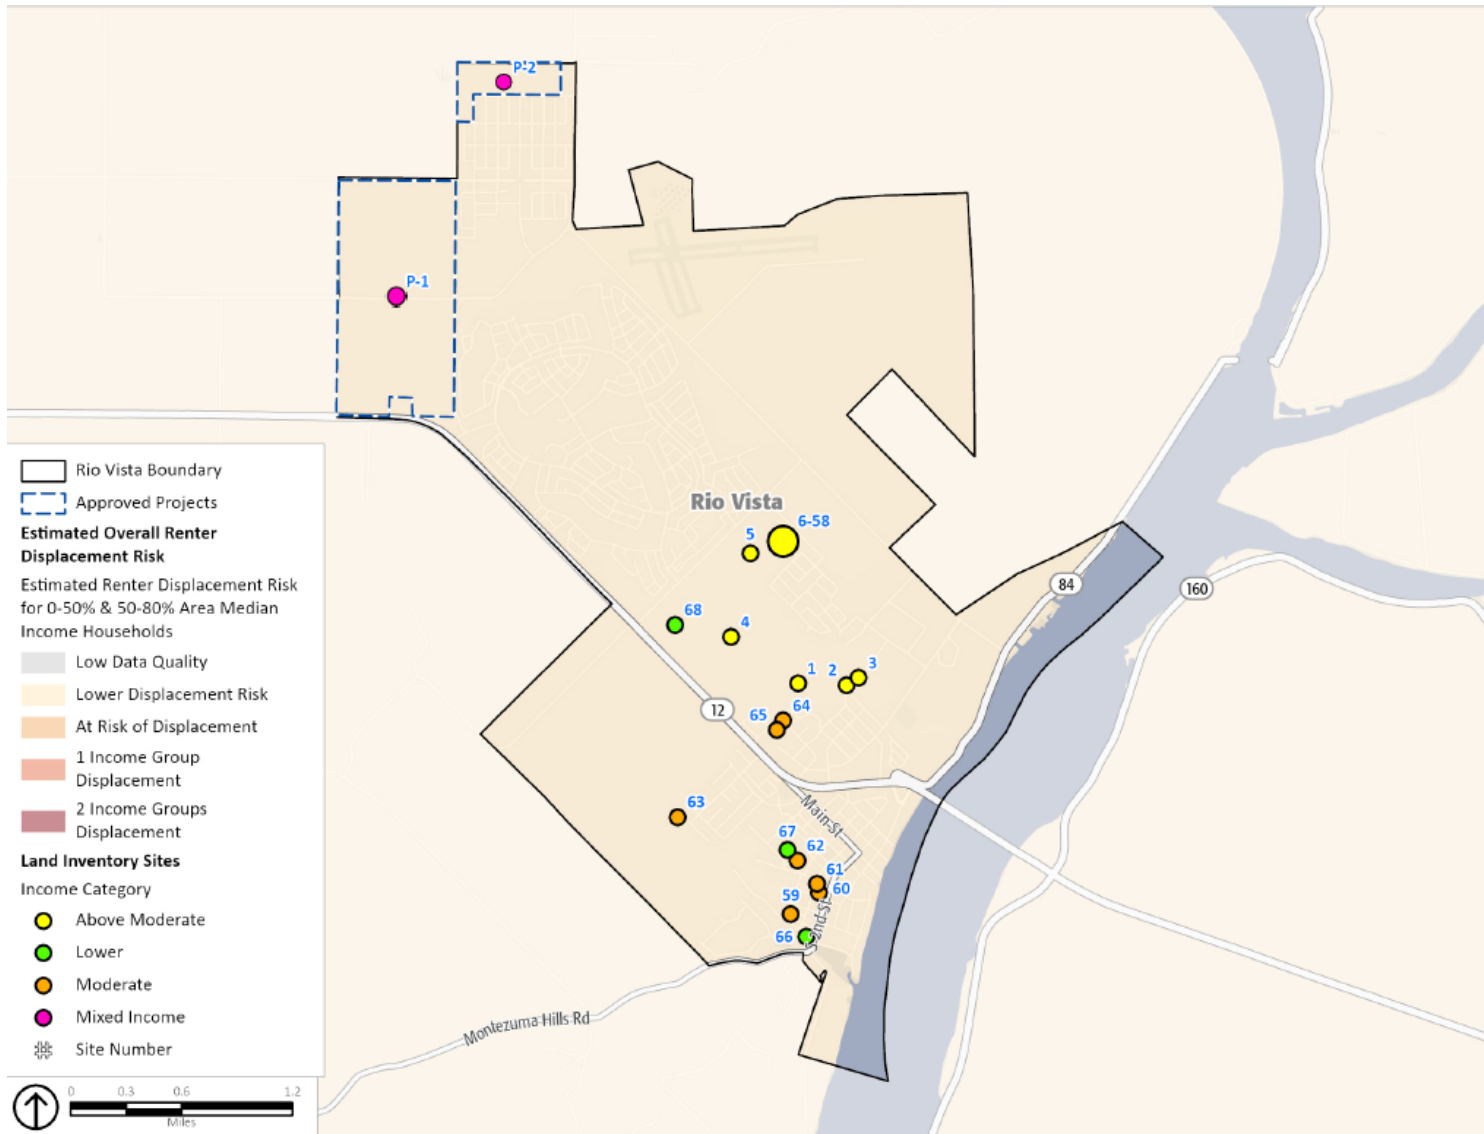 P-2
P-1
Rio Vista
6-58
5
68
4
1
2
3
64
65
84
160
12
63
Main St
67
62
61
60
59
66
S 2nd St
Montezuma Hills Rd
Rio Vista Boundary
Approved Projects
Estimated Overall Renter
Displacement Risk
Estimated Renter Displacement Risk
for 0-50% & 50-80% Area Median
Income Households
Low Data Quality
Lower Displacement Risk
At Risk of Displacement
1 Income Group
Displacement
2 Income Groups
Displacement
Land Inventory Sites
Income Category
Above Moderate
Lower
Moderate
Mixed Income
## Site Number
0 0.3 0.6 1.2
Miles